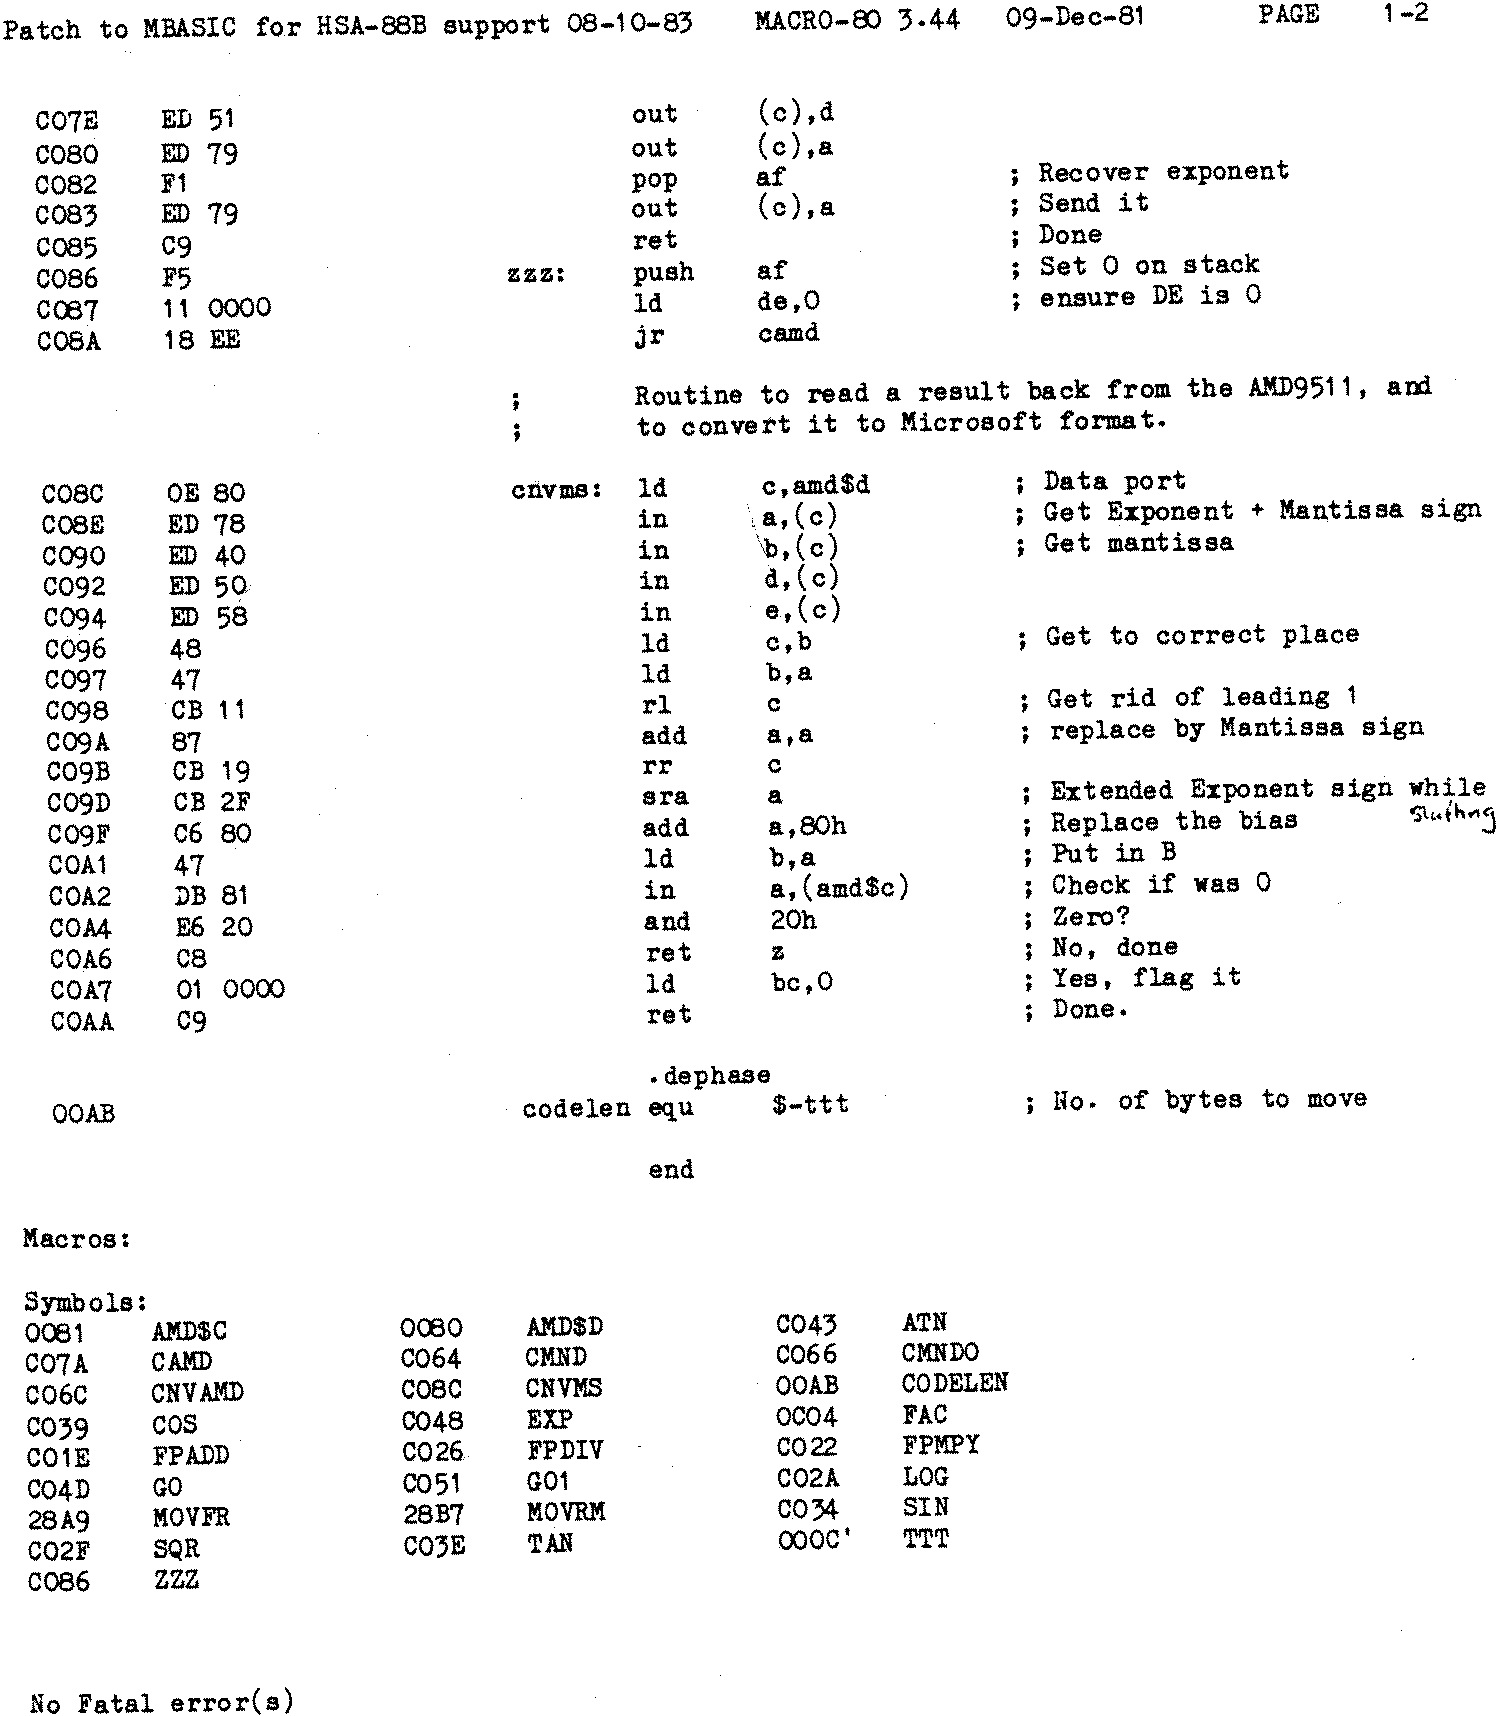 Patch to MBASIC for HSA-88B support 08-10-83 MACRO-80 3.44 09-Dec-81 PAGE 1-2
C07E ED 51 out (c),d
C080 ED 79 out (c),a
C082 F1 pop af ; Recover exponent
C083 ED 79 out (c),a ; Send it
C085 C9 ret ; Done
C086 F5 zzz: push af ; Set 0 on stack
C087 11 0000 ld de,0 ; ensure DE is 0
C08A 18 EE jr camd
; Routine to read a result back from the AMD9511, and
; to convert it to Microsoft format.
C08C 0E 80 cnvms: ld c,amd$d ; Data port
C08E ED 78 in a,(c) ; Get Exponent + Mantissa sign
C090 ED 40 in b,(c) ; Get mantissa
C092 ED 50 in d,(c)
C094 ED 58 in e,(c)
C096 48 ld c,b ; Get to correct place
C097 47 ld b,a
C098 CB 11 rl c ; Get rid of leading 1
C09A 87 add a,a ; replace by Mantissa sign
C09B CB 19 rr c
C09D CB 2F sra a ; Extended Exponent sign while
C09F C6 80 add a,80h ; Replace the bias
C0A1 47 ld b,a ; Put in B
C0A2 DB 81 in a,(amd$c) ; Check if was 0
C0A4 E6 20 and 20h ; Zero?
C0A6 C8 ret z ; No, done
C0A7 01 0000 ld bc,0 ; Yes, flag it
C0AA C9 ret ; Done.
.dephase
00AB codelen equ $-ttt ; No. of bytes to move
end
Macros:
Symbols:
0081 AMD$C 0080 AMD$D C043 ATN
C07A CAMD C064 CMND C066 CMND0
C06C CNVAMD C08C CNVMS 00AB CODELEN
C039 COS C048 EXP 0C04 FAC
C01E FPADD C026 FPDIV C022 FPMPY
C04D GO C051 GO1 C02A LOG
28A9 MOVFR 28B7 MOVRM C034 SIN
C02F SQR C03E TAN 000C' TTT
C086 ZZZ
No Fatal error(s)